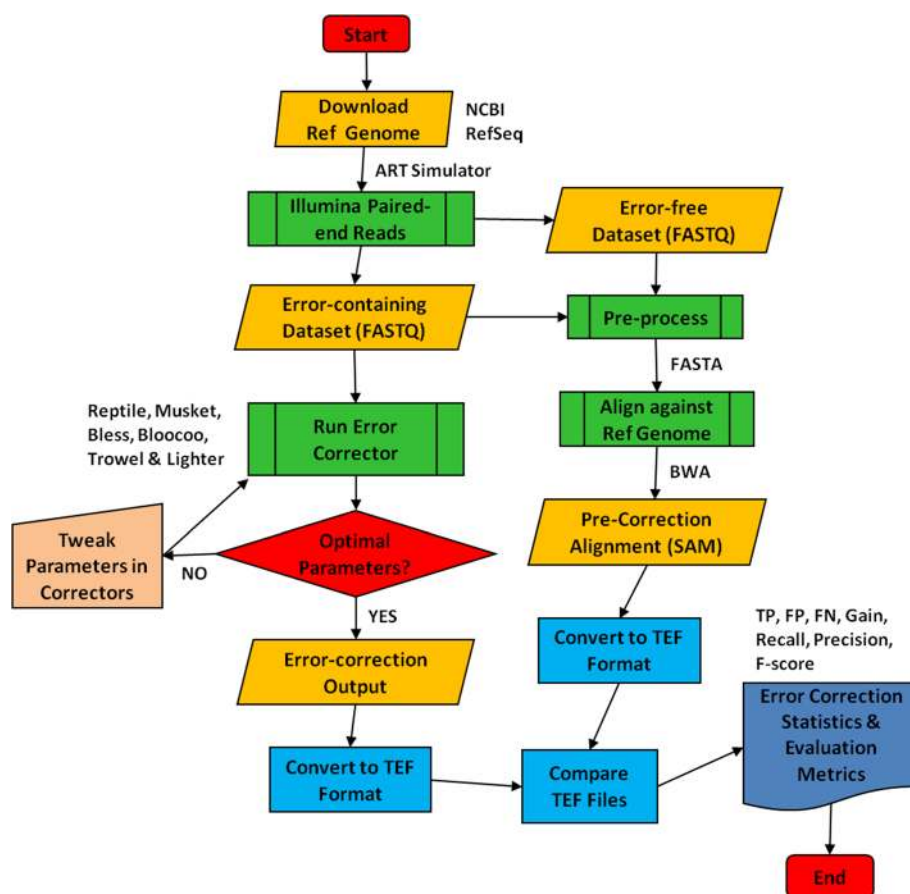 Start
Download
Ref Genome
NCBI
RefSeq
ART Simulator
Illumina Paired-
end Reads
Error-free
Dataset (FASTQ)
Error-containing
Dataset (FASTQ)
Pre-process
FASTA
Reptile, Musket,
Bless, Bloocoo,
Trowel & Lighter
Run Error
Corrector
Align against
Ref Genome
BWA
Tweak
Parameters in
Correctors
NO
Optimal
Parameters?
YES
Pre-Correction
Alignment (SAM)
Error-correction
Output
Convert to TEF
Format
TP, FP, FN, Gain,
Recall, Precision,
F-score
Convert to TEF
Format
Compare
TEF Files
Error Correction
Statistics &
Evaluation
Metrics
End